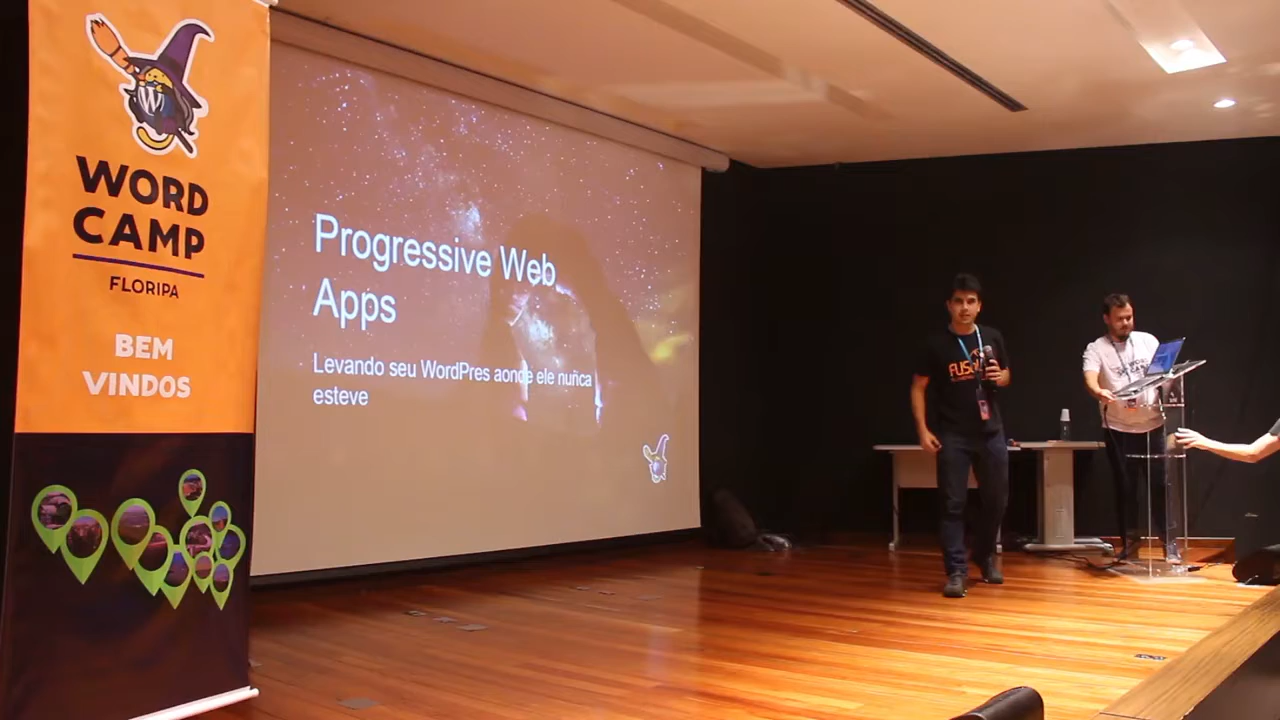 WORD
CAMP
FLORIPA
BEM
VINDOS
Progressive Web
Apps
Levando seu WordPres aonde ele nunca
esteve